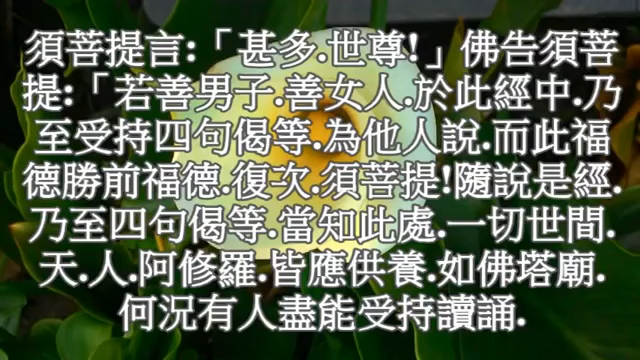 須菩提言:「甚多.世尊!」佛告須菩
提:「若善男子.善女人.於此經中.乃
至受持四句偈等.為他人說.而此福
德勝前福德.復次.須菩提!隨說是經.
乃至四句偈等.當知此處.一切世間.
天.人.阿修羅.皆應供養.如佛塔廟.
何況有人盡能受持讀誦.